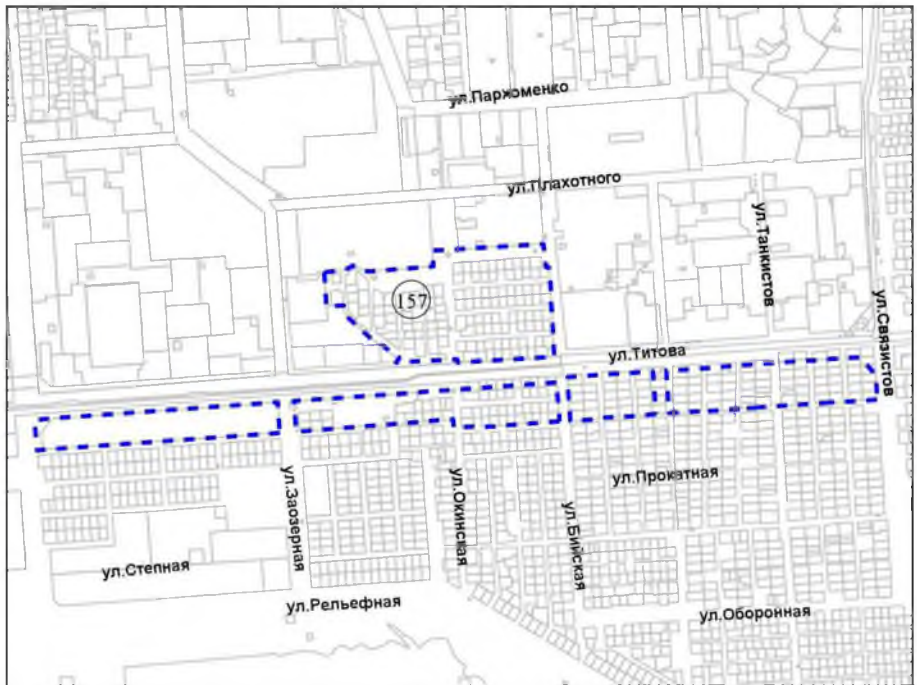 ул.Пархоменко
ул.Плахотного
ул.Танкистов
157
ул.Связистов
ул.Титова
ул.Прокатная
ул.Заозерная
ул.Окинская
ул.Бийская
ул.Степная
ул.Рельефная
ул.Оборонная